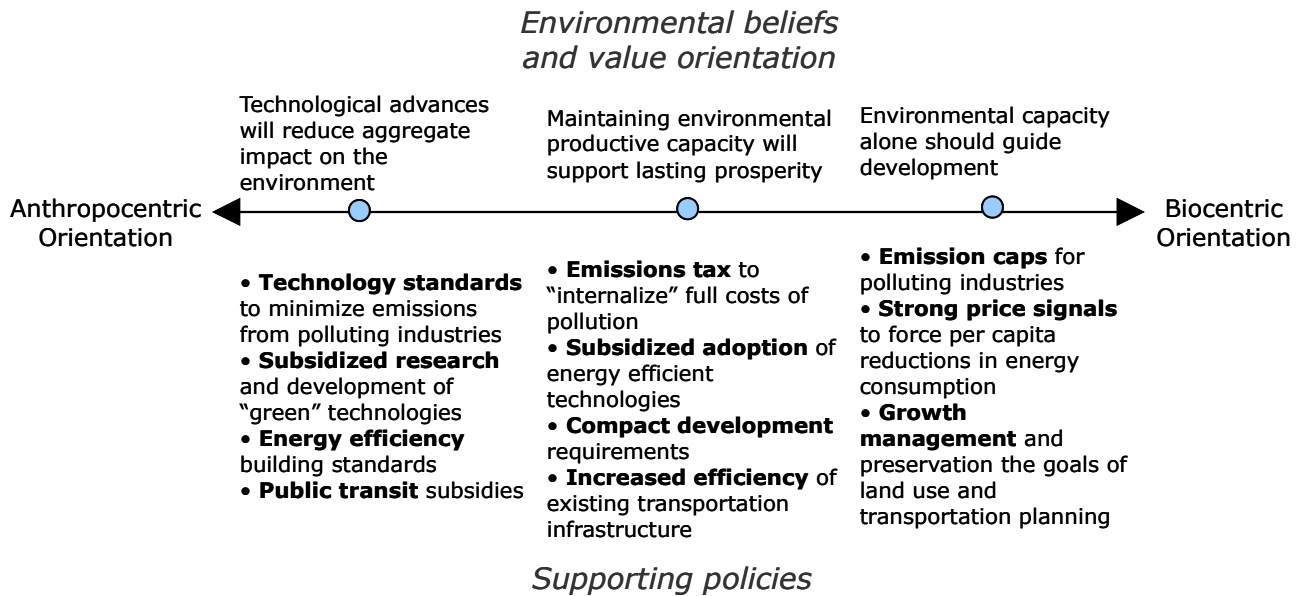 Environmental beliefs
and value orientation
Technological advances
will reduce aggregate
impact on the
environment
Maintaining environmental
productive capacity will
support lasting prosperity
Environmental capacity
alone should guide
development
Anthropocentric
Orientation
Biocentric
Orientation
• Technology standards
to minimize emissions
from polluting industries
• Subsidized research
and development of
“green” technologies
• Energy efficiency
building standards
• Public transit subsidies
• Emissions tax to
“internalize” full costs of
pollution
• Subsidized adoption of
energy efficient
technologies
• Compact development
requirements
• Increased efficiency of
existing transportation
infrastructure
• Emission caps for
polluting industries
• Strong price signals
to force per capita
reductions in energy
consumption
• Growth
management and
preservation the goals of
land use and
transportation planning
Supporting policies